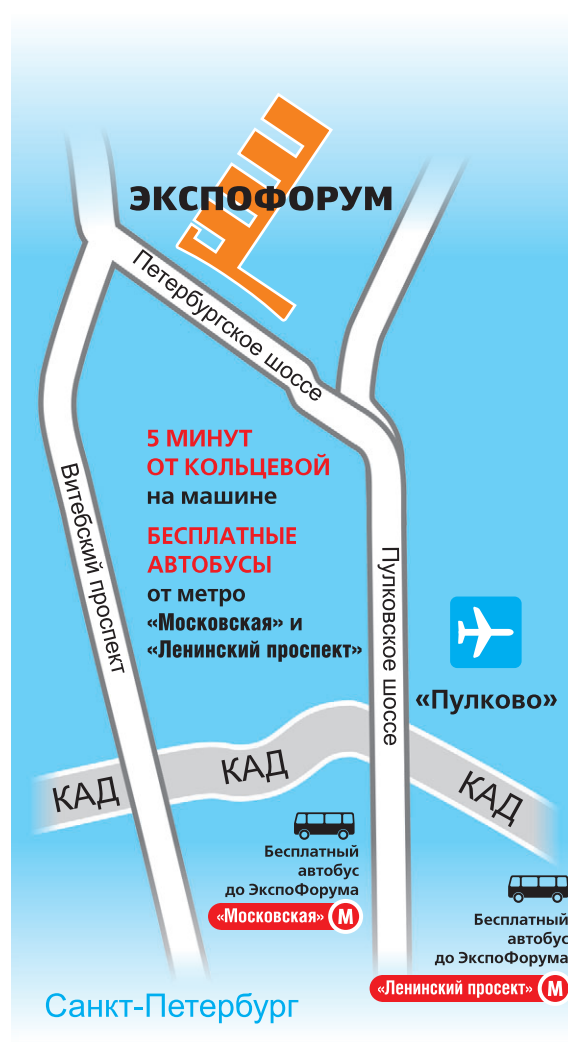 ЭКСПОФОРУМ
Петербургское шоссе
5 МИНУТ
ОТ КОЛЬЦЕВОЙ
на машине
Витебский проспект
БЕСПЛАТНЫЕ
АВТОБУСЫ
от метро
«Московская» и
«Ленинский проспект»
Пулковское шоссе
«Пулково»
КАД
КАД
КАД
Бесплатный
автобус
до ЭкспоФорума
«Московская» М
Бесплатный
автобус
до ЭкспоФорума
«Ленинский просект» М
Санкт-Петербург